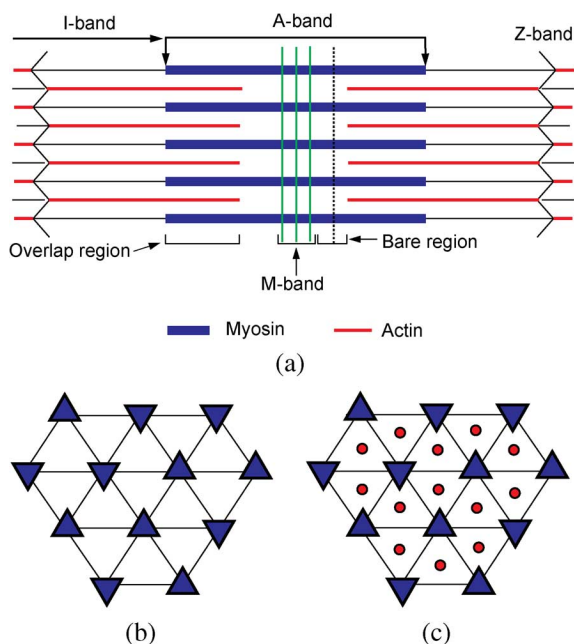 I-band
A-band
Z-band
Overlap region
Bare region
M-band
Myosin
Actin
(a)
(b)
(c)